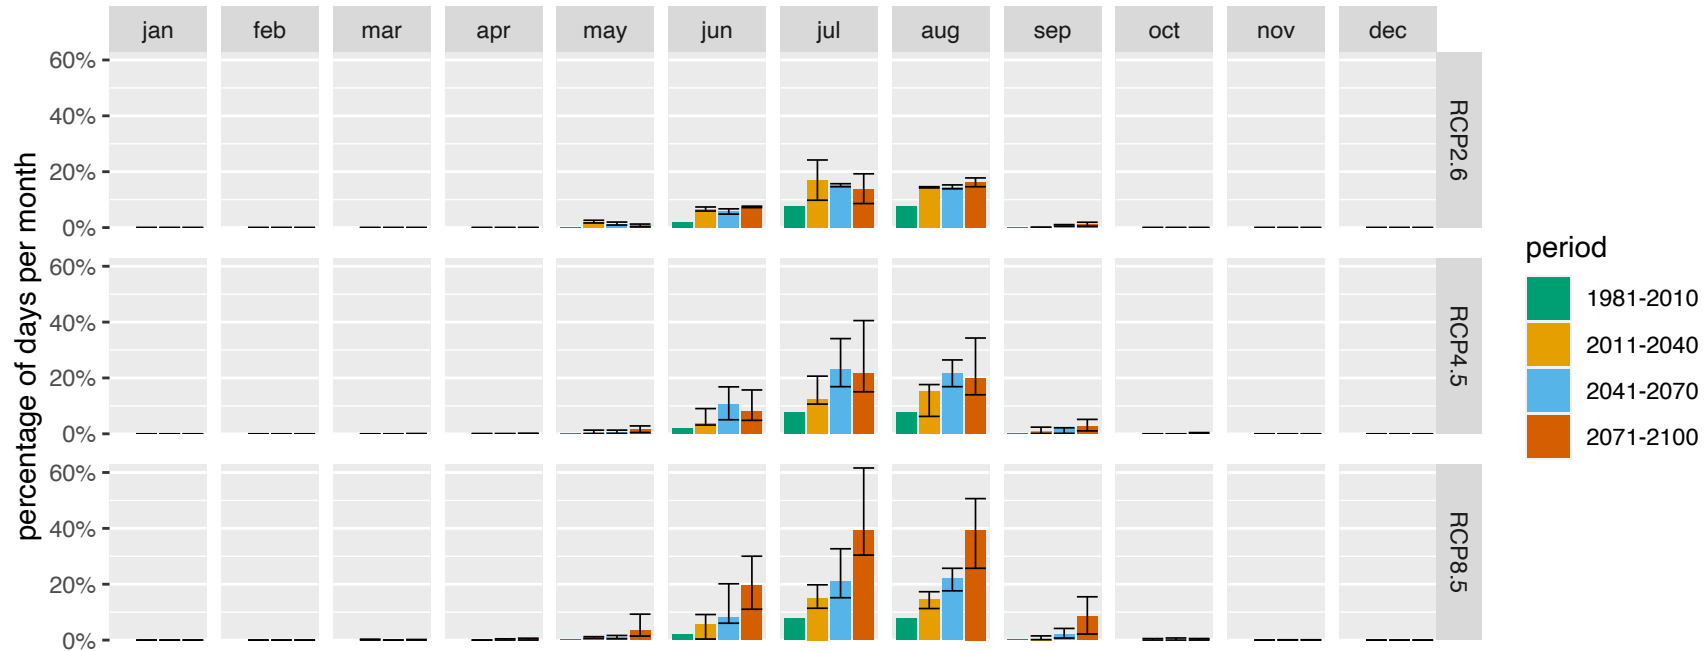 jan feb mar apr may jun jul aug sep oct nov dec
percentage of days per month
60%
40%
20%
0%
RCP2.6
60%
40%
20%
0%
RCP4.5
60%
40%
20%
0%
RCP8.5
period
1981-2010
2011-2040
2041-2070
2071-2100